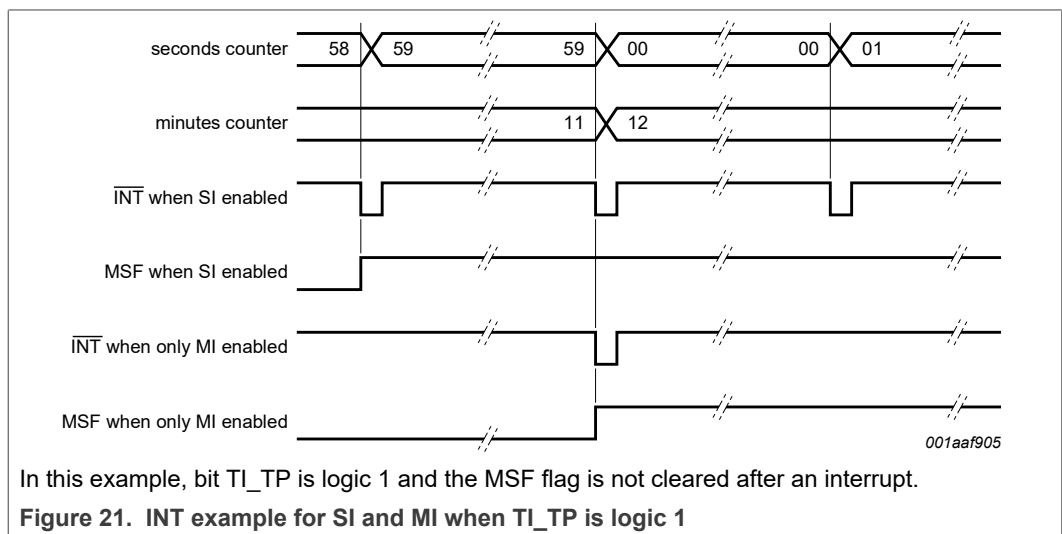 seconds counter 58 59 59 00 00 01
minutes counter 11 12
INT when SI enabled
MSF when SI enabled
INT when only MI enabled
MSF when only MI enabled
001aaf905
In this example, bit TI_TP is logic 1 and the MSF flag is not cleared after an interrupt.
Figure 21. INT example for SI and MI when TI_TP is logic 1